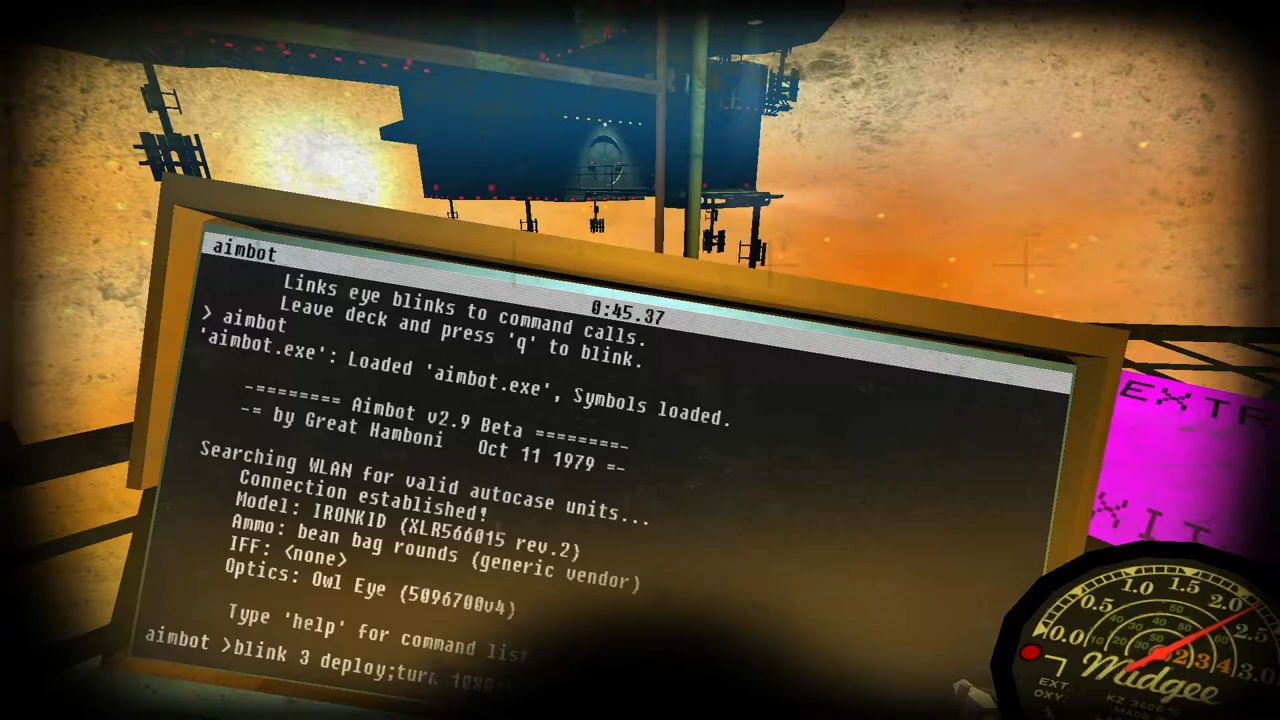 aimbot
0:45.37
Links eye blinks to command calls.
Leave deck and press 'q' to blink.
> aimbot
'aimbot.exe': Loaded 'aimbot.exe', Symbols loaded.
-========= Aimbot v2.9 Beta =========-
-= by Great Hamboni Oct 11 1979 =-
Searching WLAN for valid autocase units...
Connection established!
Model: IRONKID (XLR566015 rev.2)
Ammo: bean bag rounds (generic vendor)
IFF: <none>
Optics: Owl Eye (5096700v4)
Type 'help' for command list
aimbot >blink 3 deploy;turn 1080
EXTR
XIT
0.0 0.5 1.0 1.5 2.0 2.5 3.0
EXT.
OXY.
Midgee